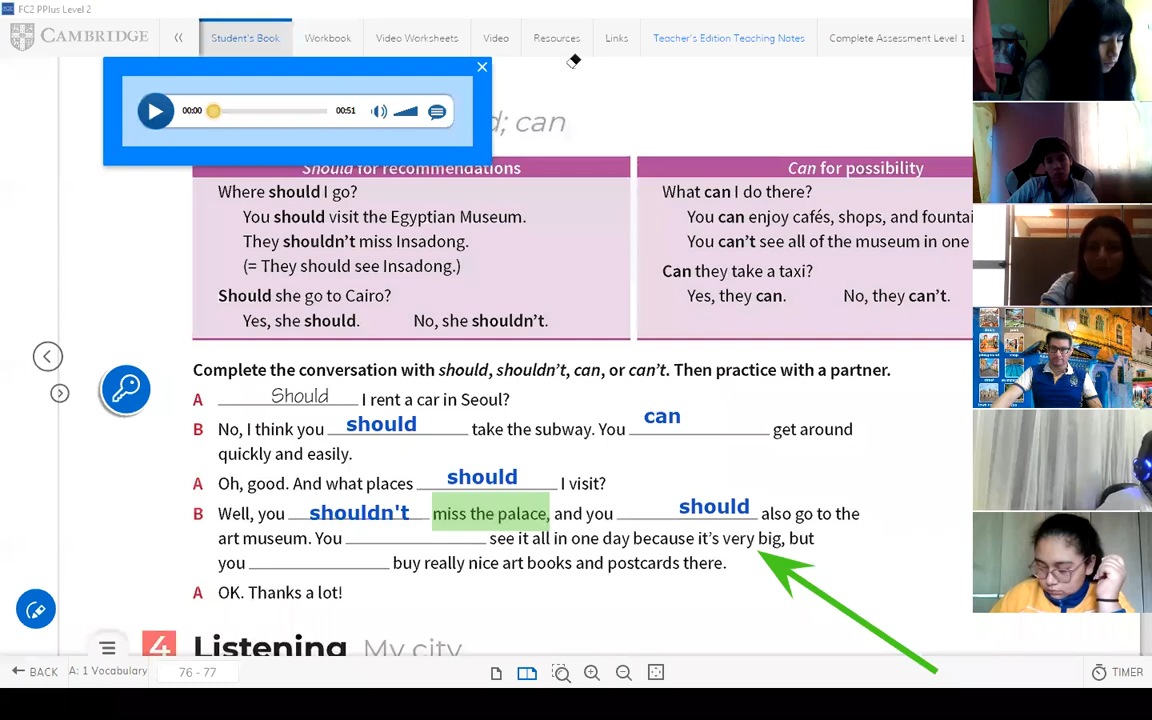 FC2 PPlus Level 2
CAMBRIDGE
Student's Book
Workbook
Video Worksheets
Video
Resources
Links
Teacher's Edition Teaching Notes
Complete Assessment Level 1
00:00
00:51
d; can
Should for recommendations
Where should I go?
You should visit the Egyptian Museum.
They shouldn't miss Insadong.
(= They should see Insadong.)
Should she go to Cairo?
Yes, she should. No, she shouldn't.
Can for possibility
What can I do there?
You can enjoy cafés, shops, and fountai
You can't see all of the museum in one
Can they take a taxi?
Yes, they can. No, they can't.
Complete the conversation with should, shouldn't, can, or can't. Then practice with a partner.
A Should I rent a car in Seoul?
B No, I think you should take the subway. You can get around
quickly and easily.
A Oh, good. And what places should I visit?
B Well, you shouldn't miss the palace, and you should also go to the
art museum. You ______ see it all in one day because it's very big, but
you ______ buy really nice art books and postcards there.
A OK. Thanks a lot!
4 Listening My city
BACK
A: 1 Vocabulary
76 - 77
TIMER